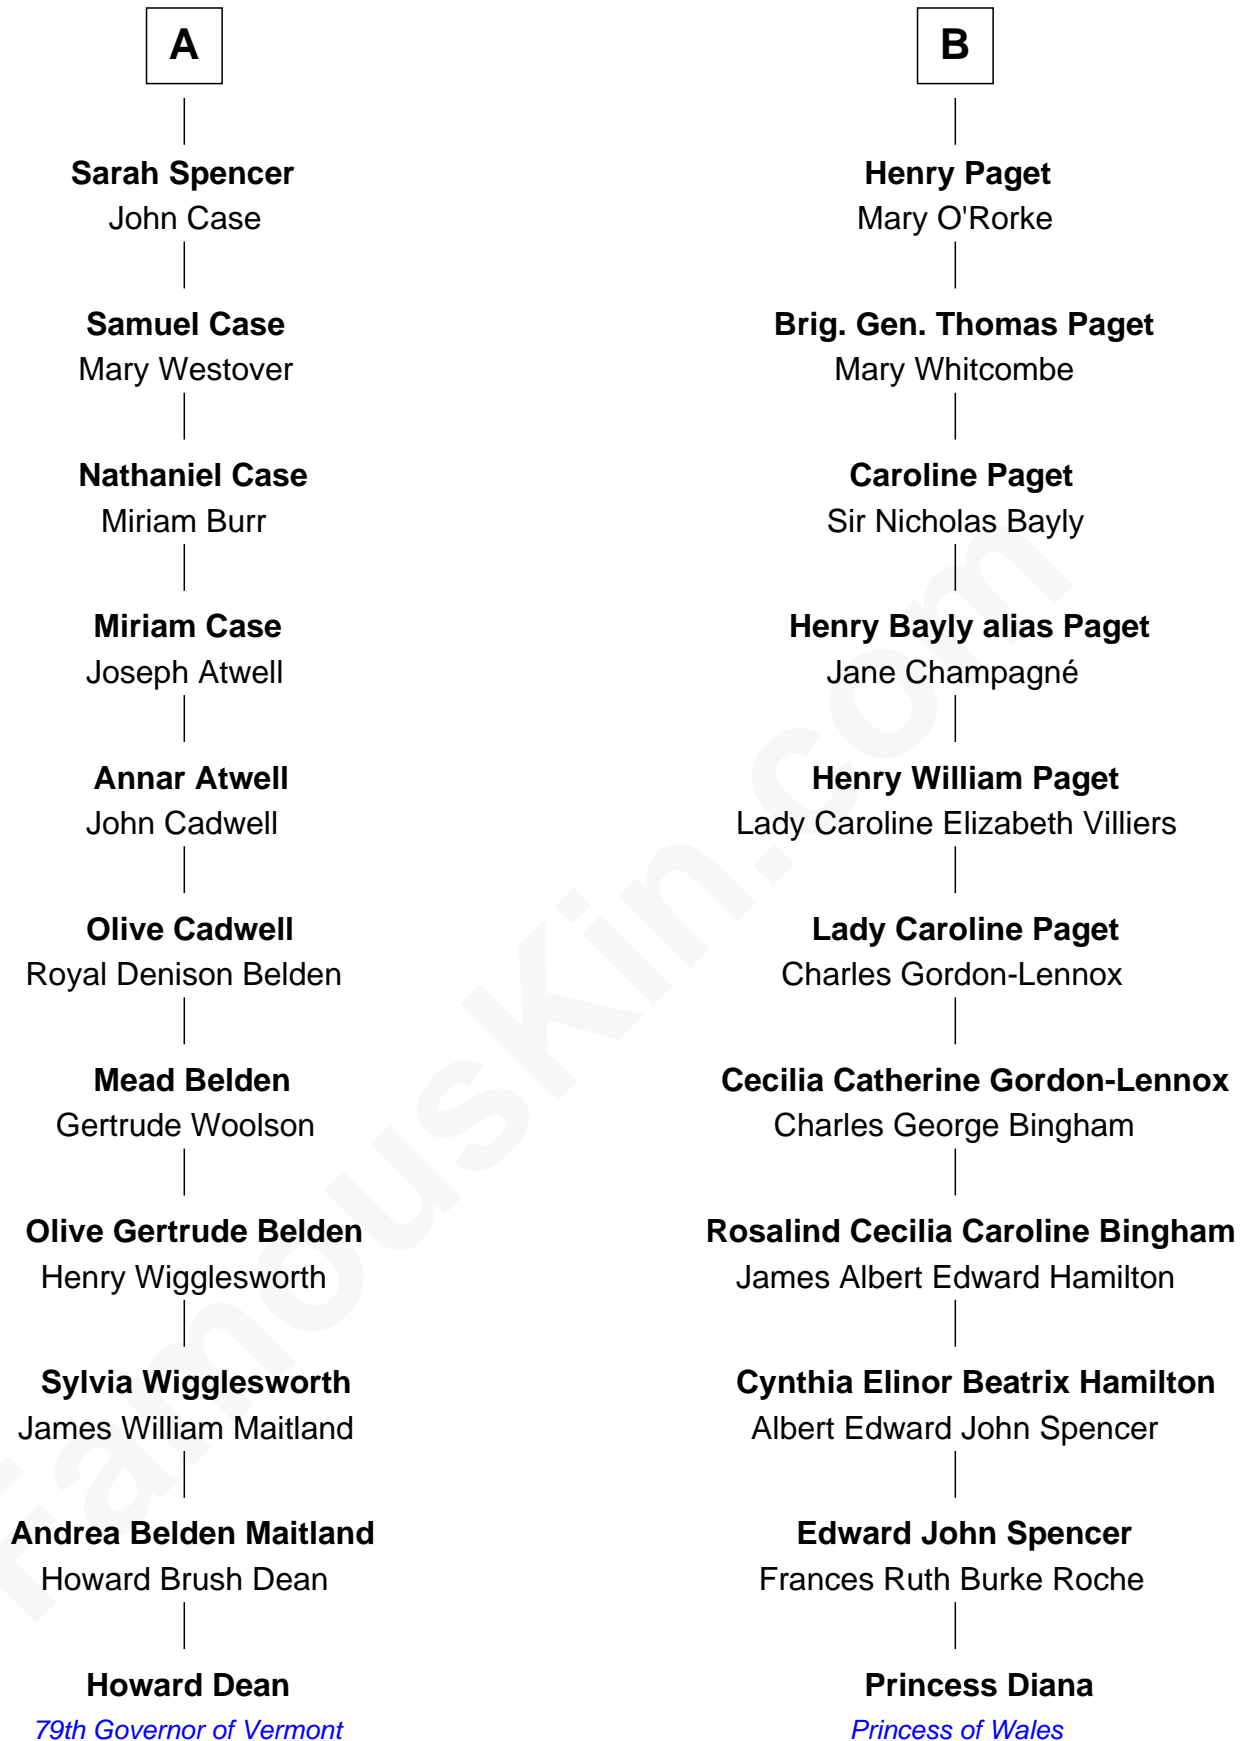 A
Sarah Spencer
John Case
Samuel Case
Mary Westover
Nathaniel Case
Miriam Burr
Miriam Case
Joseph Atwell
Annar Atwell
John Cadwell
Olive Cadwell
Royal Denison Belden
Mead Belden
Gertrude Woolson
Olive Gertrude Belden
Henry Wigglesworth
Sylvia Wigglesworth
James William Maitland
Andrea Belden Maitland
Howard Brush Dean
Howard Dean
79th Governor of Vermont
B
Henry Paget
Mary O'Rorke
Brig. Gen. Thomas Paget
Mary Whitcombe
Caroline Paget
Sir Nicholas Bayly
Henry Bayly alias Paget
Jane Champagné
Henry William Paget
Lady Caroline Elizabeth Villiers
Lady Caroline Paget
Charles Gordon-Lennox
Cecilia Catherine Gordon-Lennox
Charles George Bingham
Rosalind Cecilia Caroline Bingham
James Albert Edward Hamilton
Cynthia Elinor Beatrix Hamilton
Albert Edward John Spencer
Edward John Spencer
Frances Ruth Burke Roche
Princess Diana
Princess of Wales
FamousKin.com